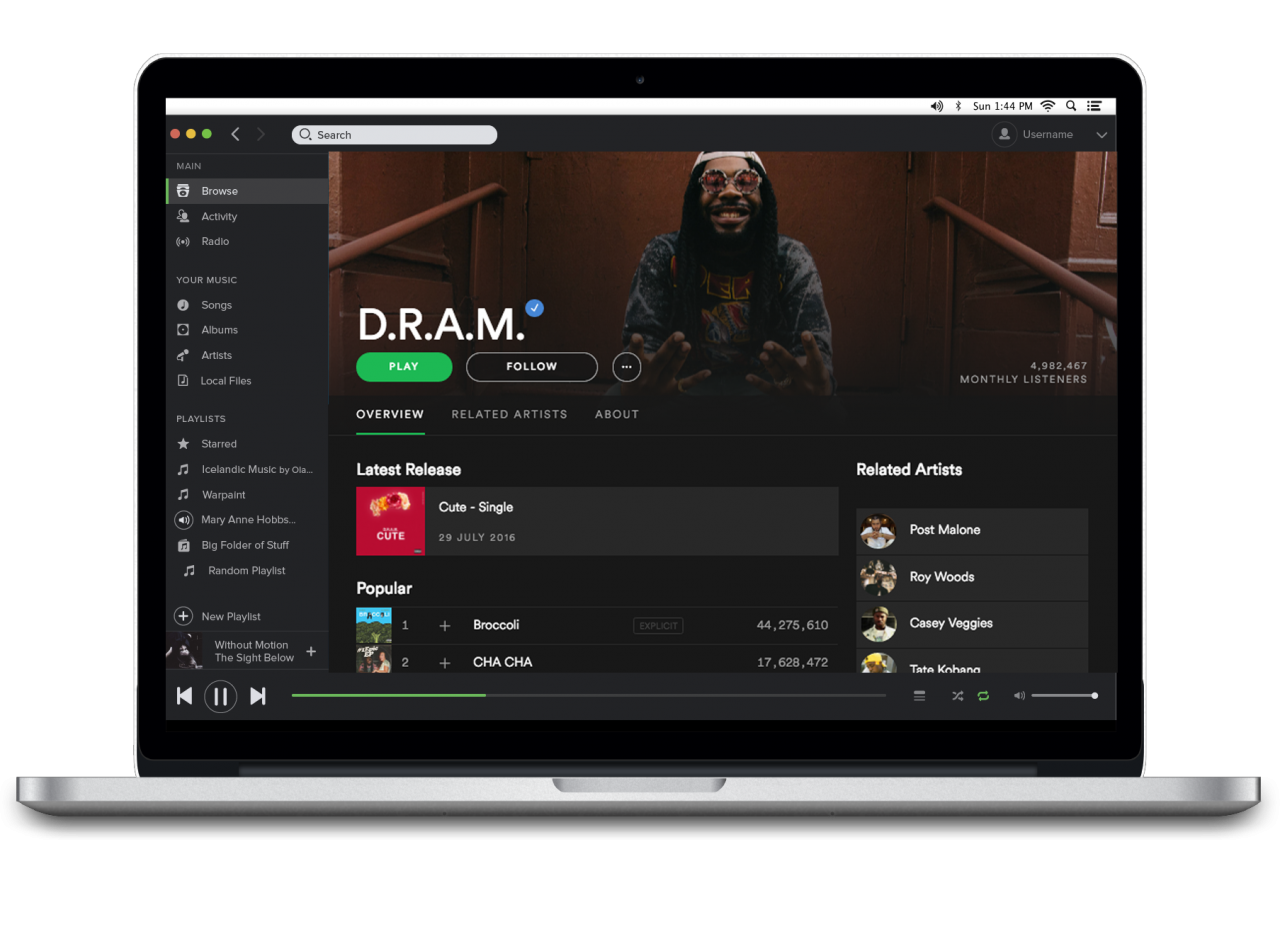 Sun 1:44 PM
Search
Username
MAIN
Browse
Activity
Radio
YOUR MUSIC
Songs
Albums
Artists
Local Files
PLAYLISTS
Starred
Icelandic Music by Ola...
Warpaint
Mary Anne Hobbs...
Big Folder of Stuff
Random Playlist
New Playlist
Without Motion
The Sight Below
D.R.A.M.
PLAY
FOLLOW
4,982,467
MONTHLY LISTENERS
OVERVIEW
RELATED ARTISTS
ABOUT
Latest Release
D.R.A.M.
CUTE
Cute - Single
29 JULY 2016
Popular
BROCCOLI
1
Broccoli
EXPLICIT
44,275,610
#1Epic
EP
2
CHA CHA
17,628,472
Related Artists
Post Malone
Roy Woods
Casey Veggies
Tate Kobang